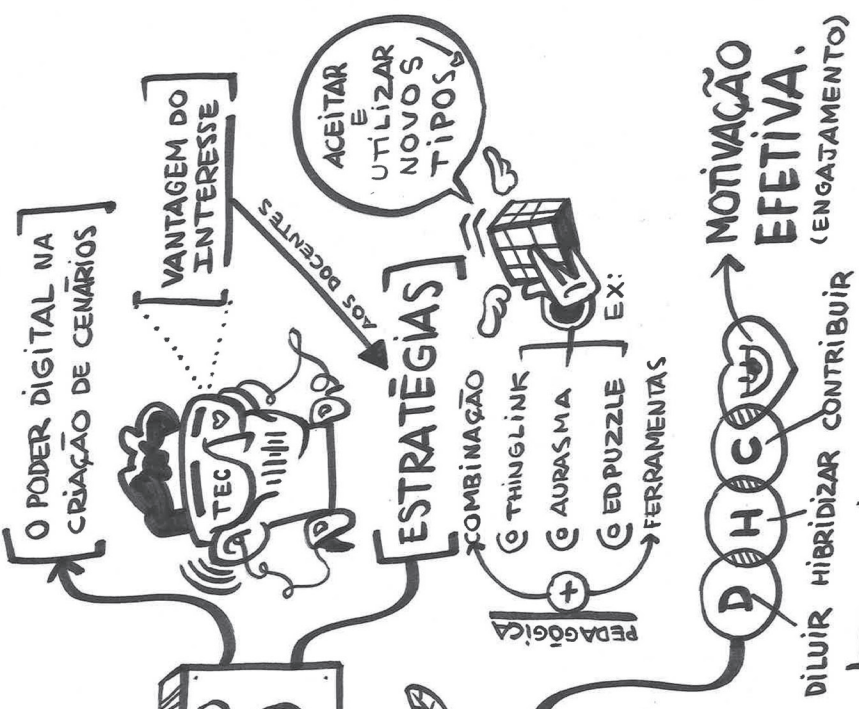 O PODER DIGITAL NA
CRIAÇÃO DE CENÁRIOS
VANTAGEM DO
INTERESSE
TEC
AOS DOCENTES
ESTRATÉGIAS
ACEITAR
E
UTILIZAR
NOVOS
TIPOS!
COMBINAÇÃO
THINGLINK
AURASMA
EDPUZZLE
FERRAMENTAS
+
PEDAGÓGICA
EX:
D H C
DILUIR HIBRIDIZAR CONTRIBUIR
MOTIVAÇÃO
EFETIVA.
(ENGAJAMENTO)